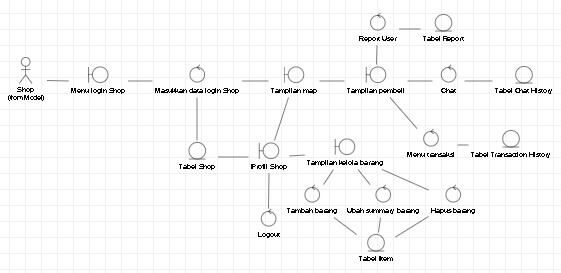 Report User
Tabel Report
Shop
(from Model)
Menu login Shop
Masukkan data login Shop
Tampilan map
Tampilan pembeli
Chat
Tabel Chat History
Menu transaksi
Tabel Transaction History
Tabel Shop
Profil Shop
Tampilan kelola barang
Tambah barang
Ubah summary barang
Hapus barang
Logout
Tabel Item